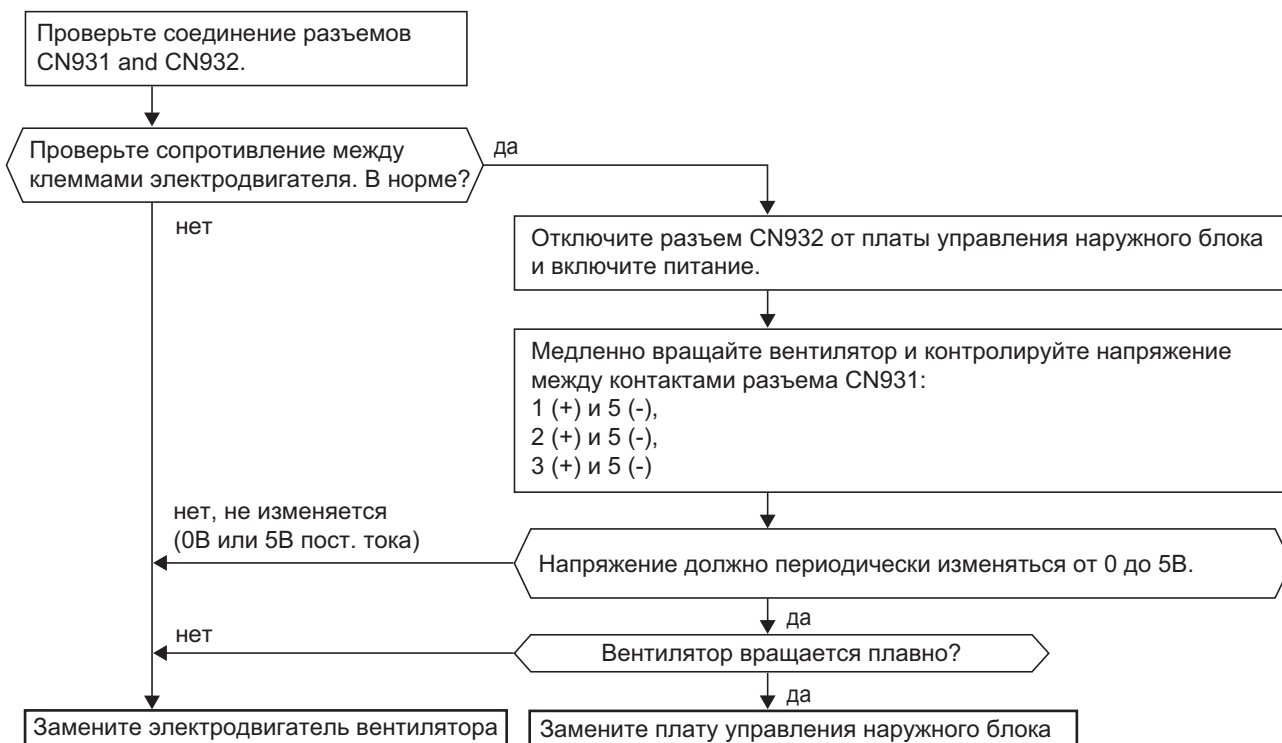 Проверьте соединение разъемов
CN931 and CN932.
Проверьте сопротивление между
клеммами электродвигателя. В норме?
да
нет
Отключите разъем CN932 от платы управления наружного блока
и включите питание.
Медленно вращайте вентилятор и контролируйте напряжение
между контактами разъема CN931:
1 (+) и 5 (-),
2 (+) и 5 (-),
3 (+) и 5 (-)
нет, не изменяется
(0В или 5В пост. тока)
Напряжение должно периодически изменяться от 0 до 5В.
да
нет
Вентилятор вращается плавно?
да
Замените электродвигатель вентилятора
Замените плату управления наружного блока